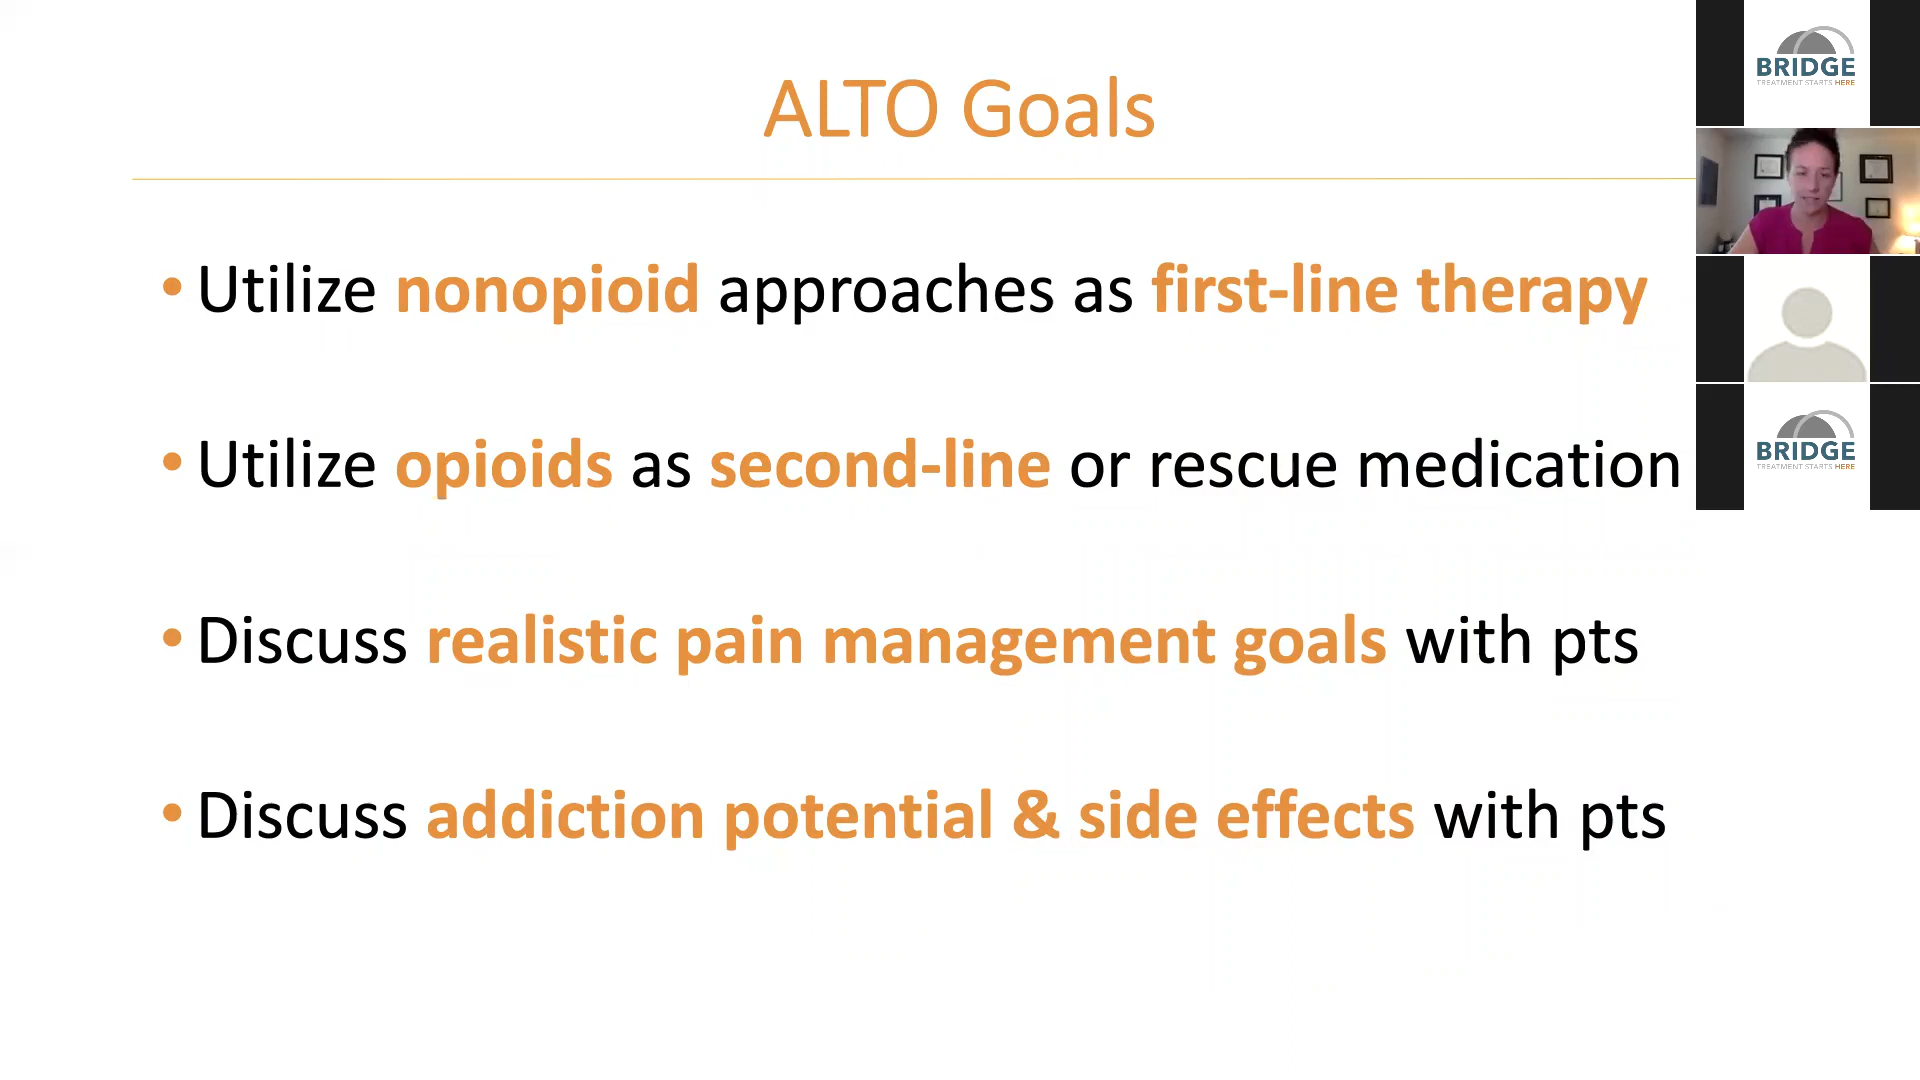 ALTO Goals
• Utilize nonopioid approaches as first-line therapy
• Utilize opioids as second-line or rescue medication
• Discuss realistic pain management goals with pts
• Discuss addiction potential & side effects with pts
BRIDGE
TREATMENT STARTS HERE
BRIDGE
TREATMENT STARTS HERE